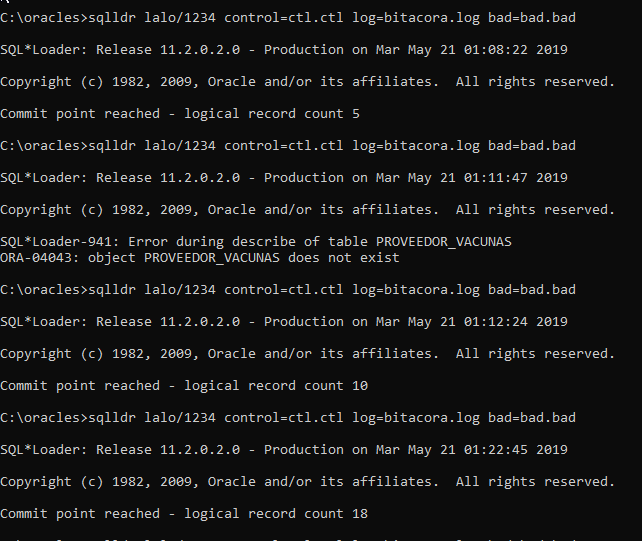 C:\oracles>sqlldr lalo/1234 control=ctl.ctl log=bitacora.log bad=bad.bad
SQL*Loader: Release 11.2.0.2.0 - Production on Mar May 21 01:08:22 2019
Copyright (c) 1982, 2009, Oracle and/or its affiliates.  All rights reserved.
Commit point reached - logical record count 5
C:\oracles>sqlldr lalo/1234 control=ctl.ctl log=bitacora.log bad=bad.bad
SQL*Loader: Release 11.2.0.2.0 - Production on Mar May 21 01:11:47 2019
Copyright (c) 1982, 2009, Oracle and/or its affiliates.  All rights reserved.
SQL*Loader-941: Error during describe of table PROVEEDOR_VACUNAS
ORA-04043: object PROVEEDOR_VACUNAS does not exist
C:\oracles>sqlldr lalo/1234 control=ctl.ctl log=bitacora.log bad=bad.bad
SQL*Loader: Release 11.2.0.2.0 - Production on Mar May 21 01:12:24 2019
Copyright (c) 1982, 2009, Oracle and/or its affiliates.  All rights reserved.
Commit point reached - logical record count 10
C:\oracles>sqlldr lalo/1234 control=ctl.ctl log=bitacora.log bad=bad.bad
SQL*Loader: Release 11.2.0.2.0 - Production on Mar May 21 01:22:45 2019
Copyright (c) 1982, 2009, Oracle and/or its affiliates.  All rights reserved.
Commit point reached - logical record count 18